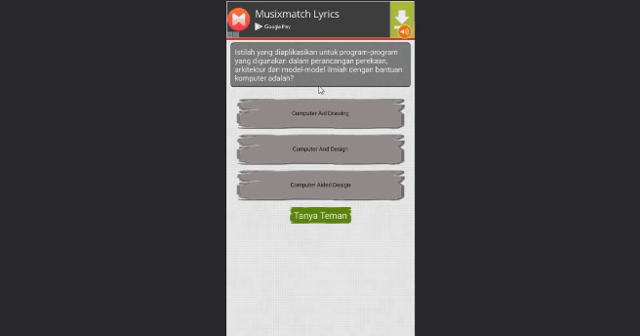 Musixmatch Lyrics
Google Play
Istilah yang diaplikasikan untuk program-program
yang digunakan dalam perancangan perekaan,
arkitektur dan model-model ilmiah dengan bantuan
komputer adalah?
Computer Aid Drawing
Computer And Design
Computer Aided Design
Tanya Teman